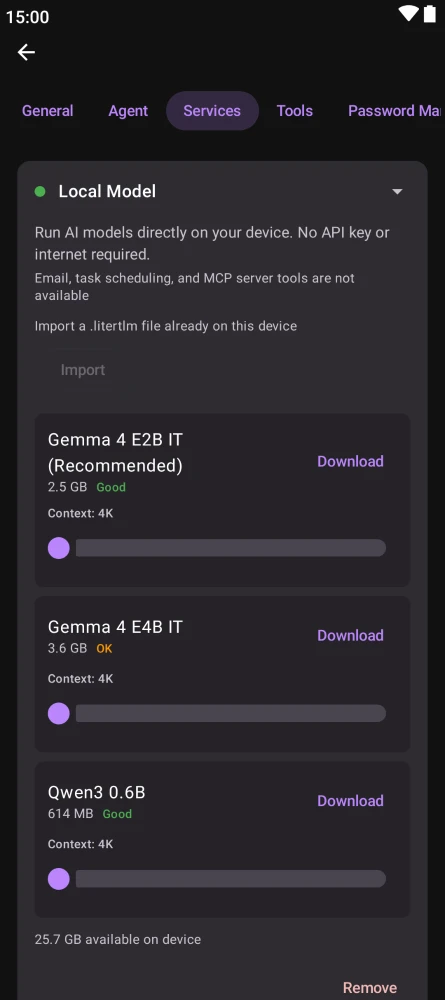 15:00
General Agent Services Tools Password Ma
Local Model
Run AI models directly on your device. No API key or
internet required.
Email, task scheduling, and MCP server tools are not
available
Import a .litertlm file already on this device
Import
Gemma 4 E2B IT
(Recommended)
Download
2.5 GB Good
Context: 4K
Gemma 4 E4B IT
Download
3.6 GB OK
Context: 4K
Qwen3 0.6B
Download
614 MB Good
Context: 4K
25.7 GB available on device
Remove